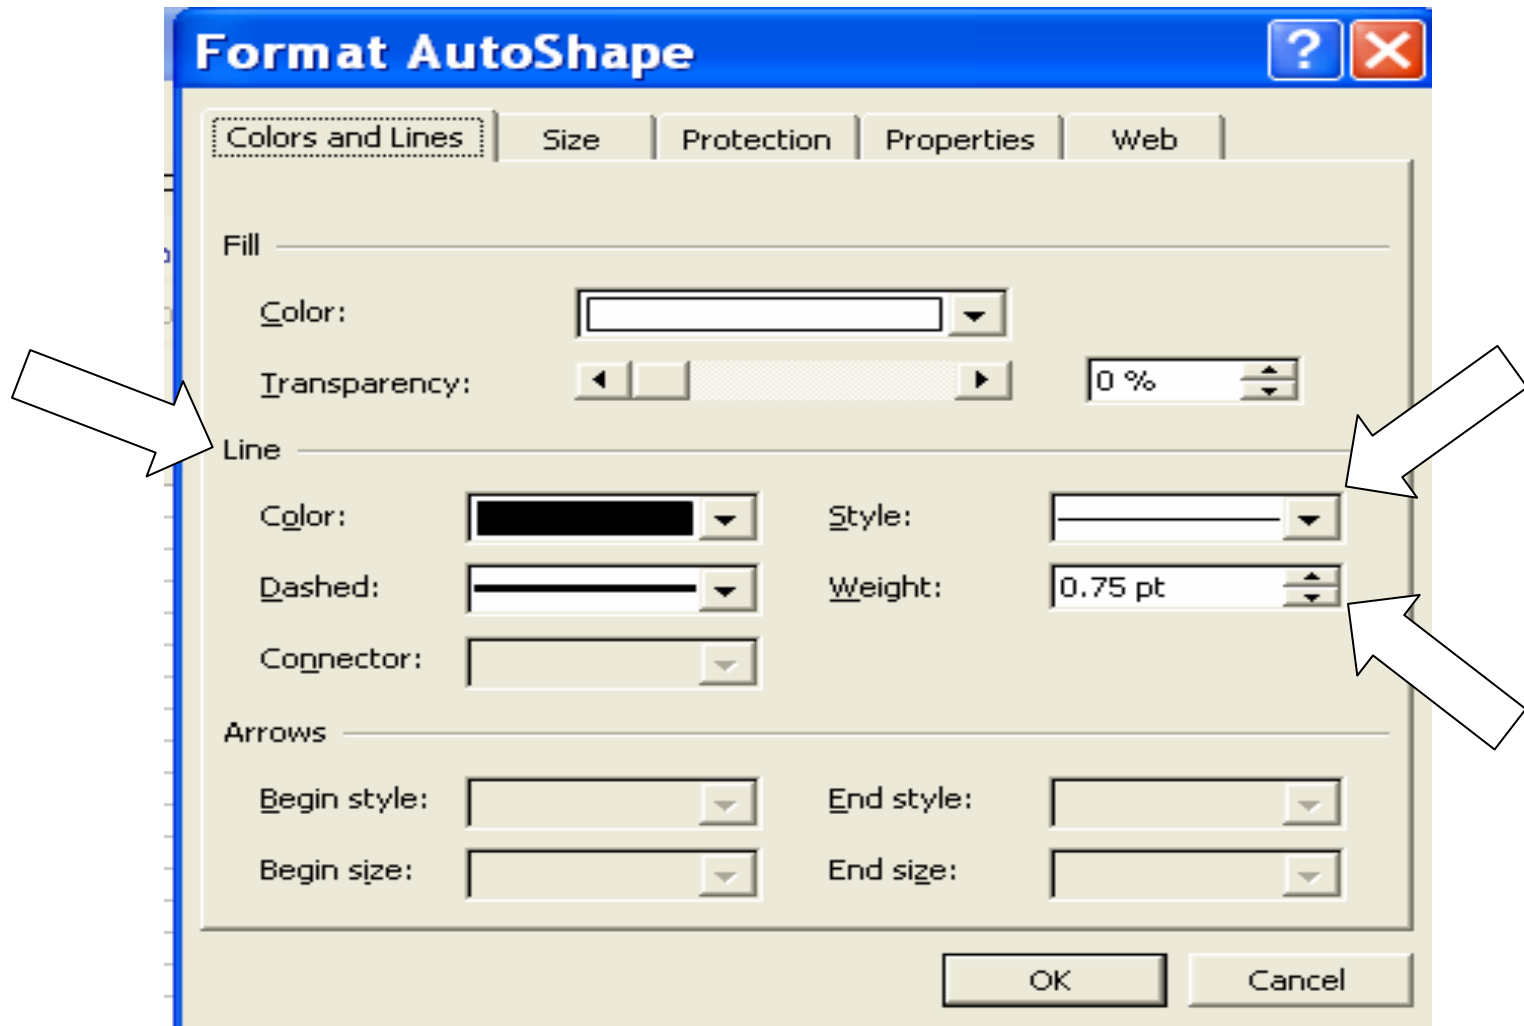 Format AutoShape ?
Colors and Lines Size Protection Properties Web
Fill
Color:
Transparency: 0 %
Line
Color: Style:
Dashed: Weight: 0.75 pt
Connector:
Arrows
Begin style: End style:
Begin size: End size:
OK Cancel